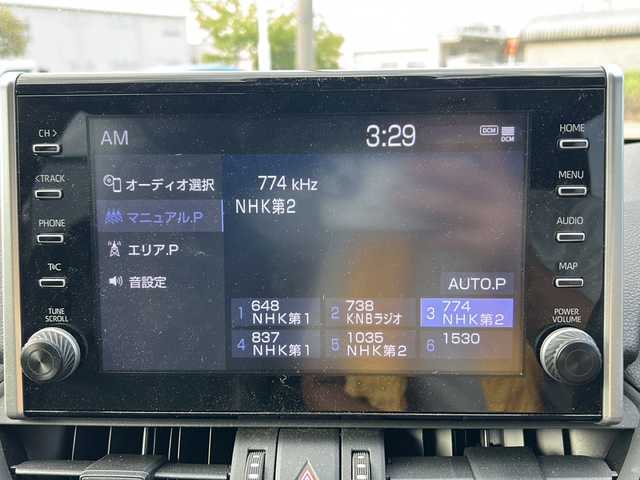 AM
3:29
DCM
DCM
オーディオ選択
マニュアル.P
エリア.P
音設定
774 kHz
NHK第2
AUTO.P
1 648 NHK第1
2 738 KNBラジオ
3 774 NHK第2
4 837 NHK第1
5 1035 NHK第2
6 1530
CH >
< TRACK
PHONE
T/C
TUNE
SCROLL
HOME
MENU
AUDIO
MAP
POWER
VOLUME